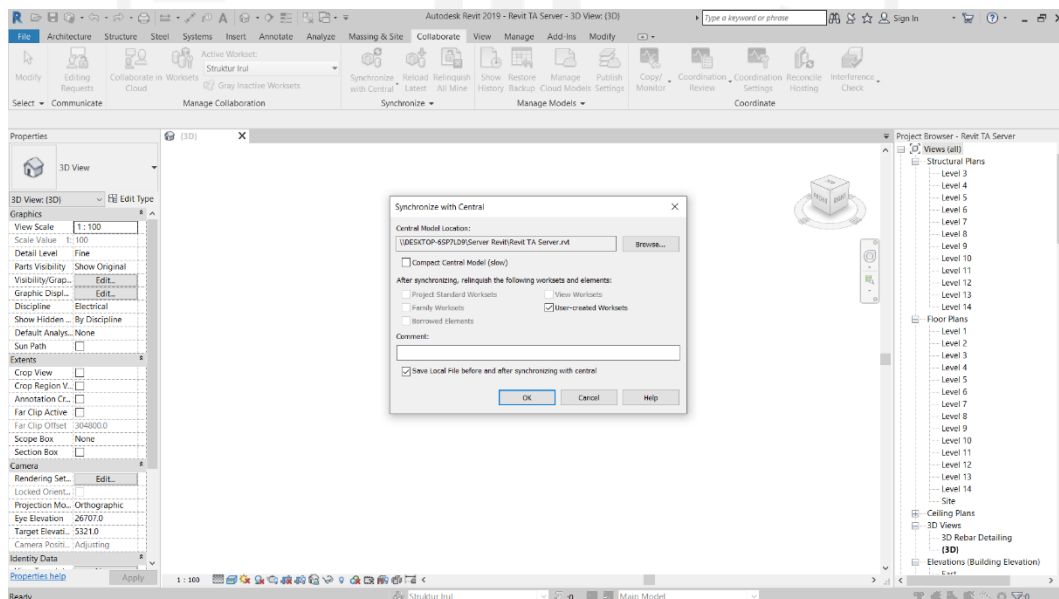 Autodesk Revit 2019 - Revit TA Server - 3D View: {3D}
Type a keyword or phrase
Sign In
File Architecture Structure Steel Systems Insert Annotate Analyze Massing & Site Collaborate View Manage Add-Ins Modify
Modify
Editing Requests
Collaborate in Cloud
Worksets
Active Workset:
Struktur Irul
Gray Inactive Worksets
Synchronize with Central
Reload Latest
Relinquish All Mine
Show History
Restore Backup
Manage Cloud Models
Publish Settings
Copy/ Monitor
Coordination Review
Coordination Settings
Reconcile Hosting
Interference Check
Select Communicate Manage Collaboration Synchronize Manage Models Coordinate
Properties
3D View
3D View: {3D} Edit Type
Graphics
View Scale 1 : 100
Scale Value 1: 100
Detail Level Fine
Parts Visibility Show Original
Visibility/Grap... Edit...
Graphic Displ... Edit...
Discipline Electrical
Show Hidden ... By Discipline
Default Analys... None
Sun Path
Extents
Crop View
Crop Region V...
Annotation Cr...
Far Clip Active
Far Clip Offset 304800.0
Scope Box None
Section Box
Camera
Rendering Set... Edit...
Locked Orient...
Projection Mo... Orthographic
Eye Elevation 26707.0
Target Elevati... 5321.0
Camera Positi... Adjusting
Identity Data
Properties help Apply
{3D}
Synchronize with Central
Central Model Location:
\\DESKTOP-6SP7LD9\Server Revit\Revit TA Server.rvt
Browse...
Compact Central Model (slow)
After synchronizing, relinquish the following worksets and elements:
Project Standard Worksets View Worksets
Family Worksets User-created Worksets
Borrowed Elements
Comment:
Save Local File before and after synchronizing with central
OK Cancel Help
Project Browser - Revit TA Server
Views (all)
Structural Plans
Level 3
Level 4
Level 5
Level 6
Level 7
Level 8
Level 9
Level 10
Level 11
Level 12
Level 13
Level 14
Floor Plans
Level 1
Level 2
Level 3
Level 4
Level 5
Level 6
Level 7
Level 8
Level 9
Level 10
Level 11
Level 12
Level 13
Level 14
Site
Ceiling Plans
3D Views
3D Rebar Detailing
{3D}
Elevations (Building Elevation)
East
1 : 100
Ready
Struktur Irul
:0
Main Model
:0